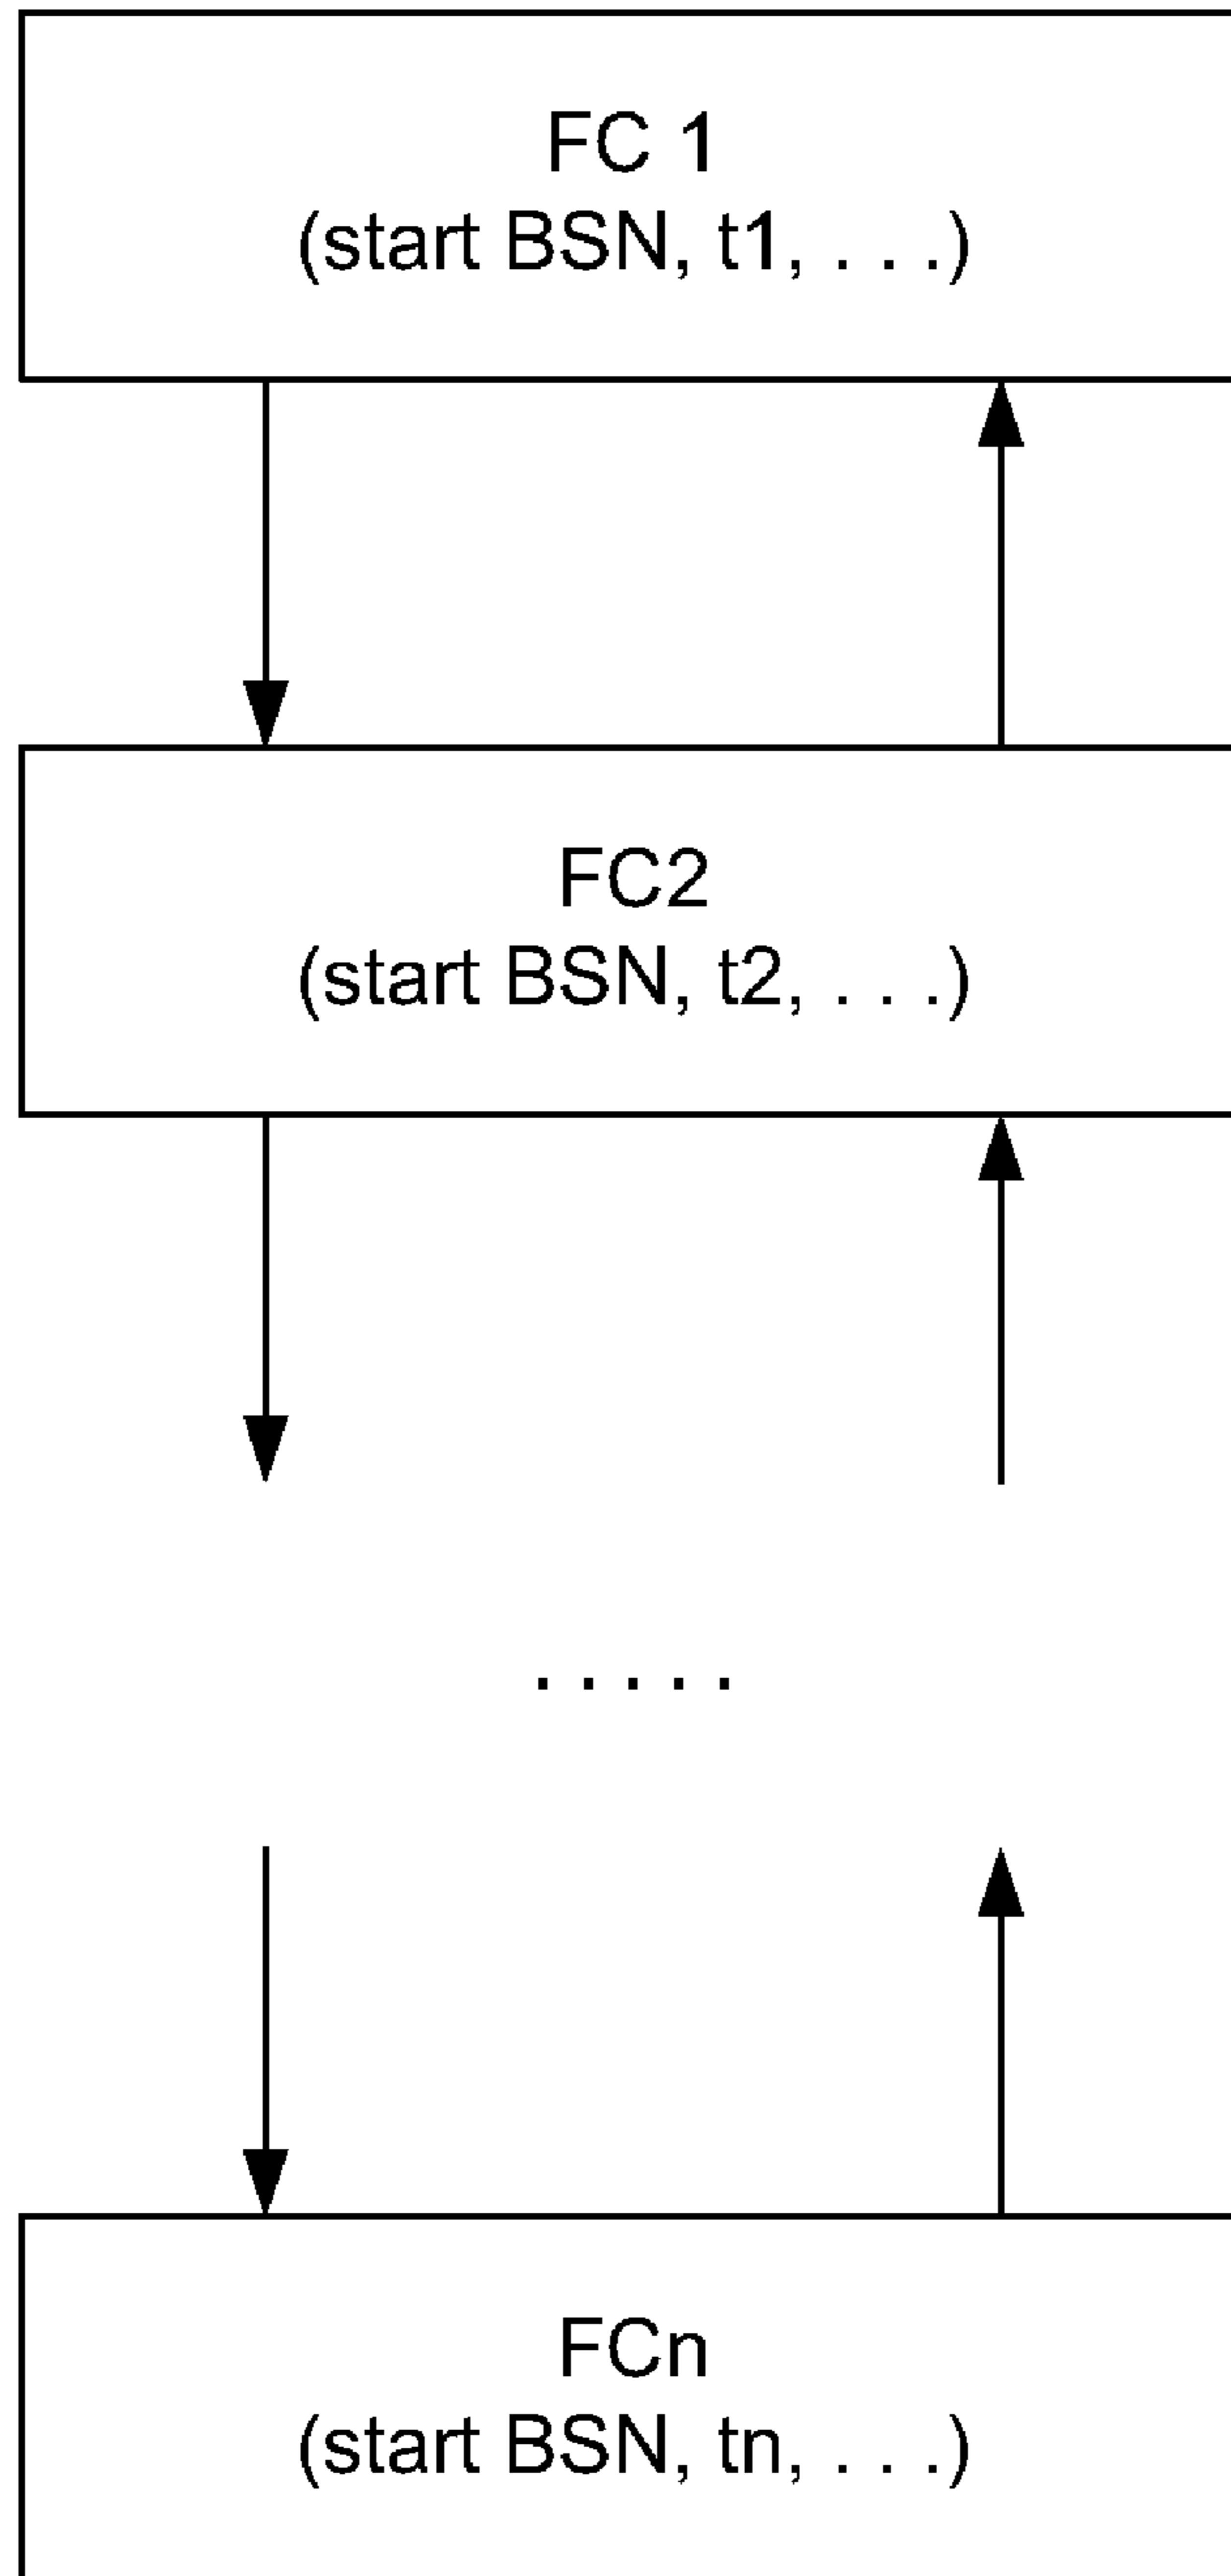 FC 1
(start BSN, t1, . . .)
FC2
(start BSN, t2, . . .)
. . . . .
FCn
(start BSN, tn, . . .)